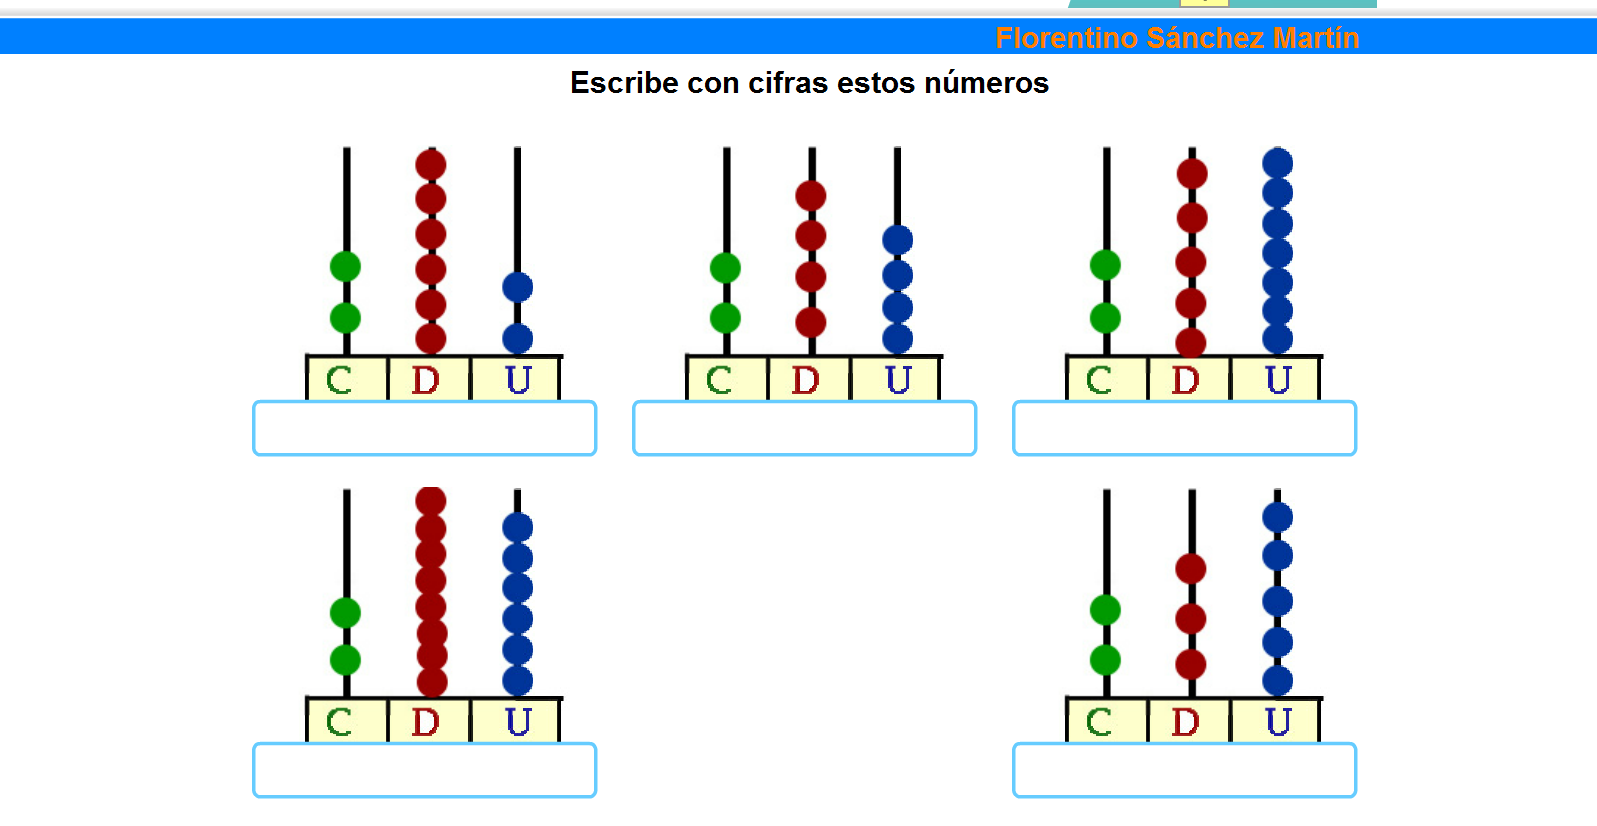 Florentino Sánchez Martín
Escribe con cifras estos números
C D U
C D U
C D U
C D U
C D U